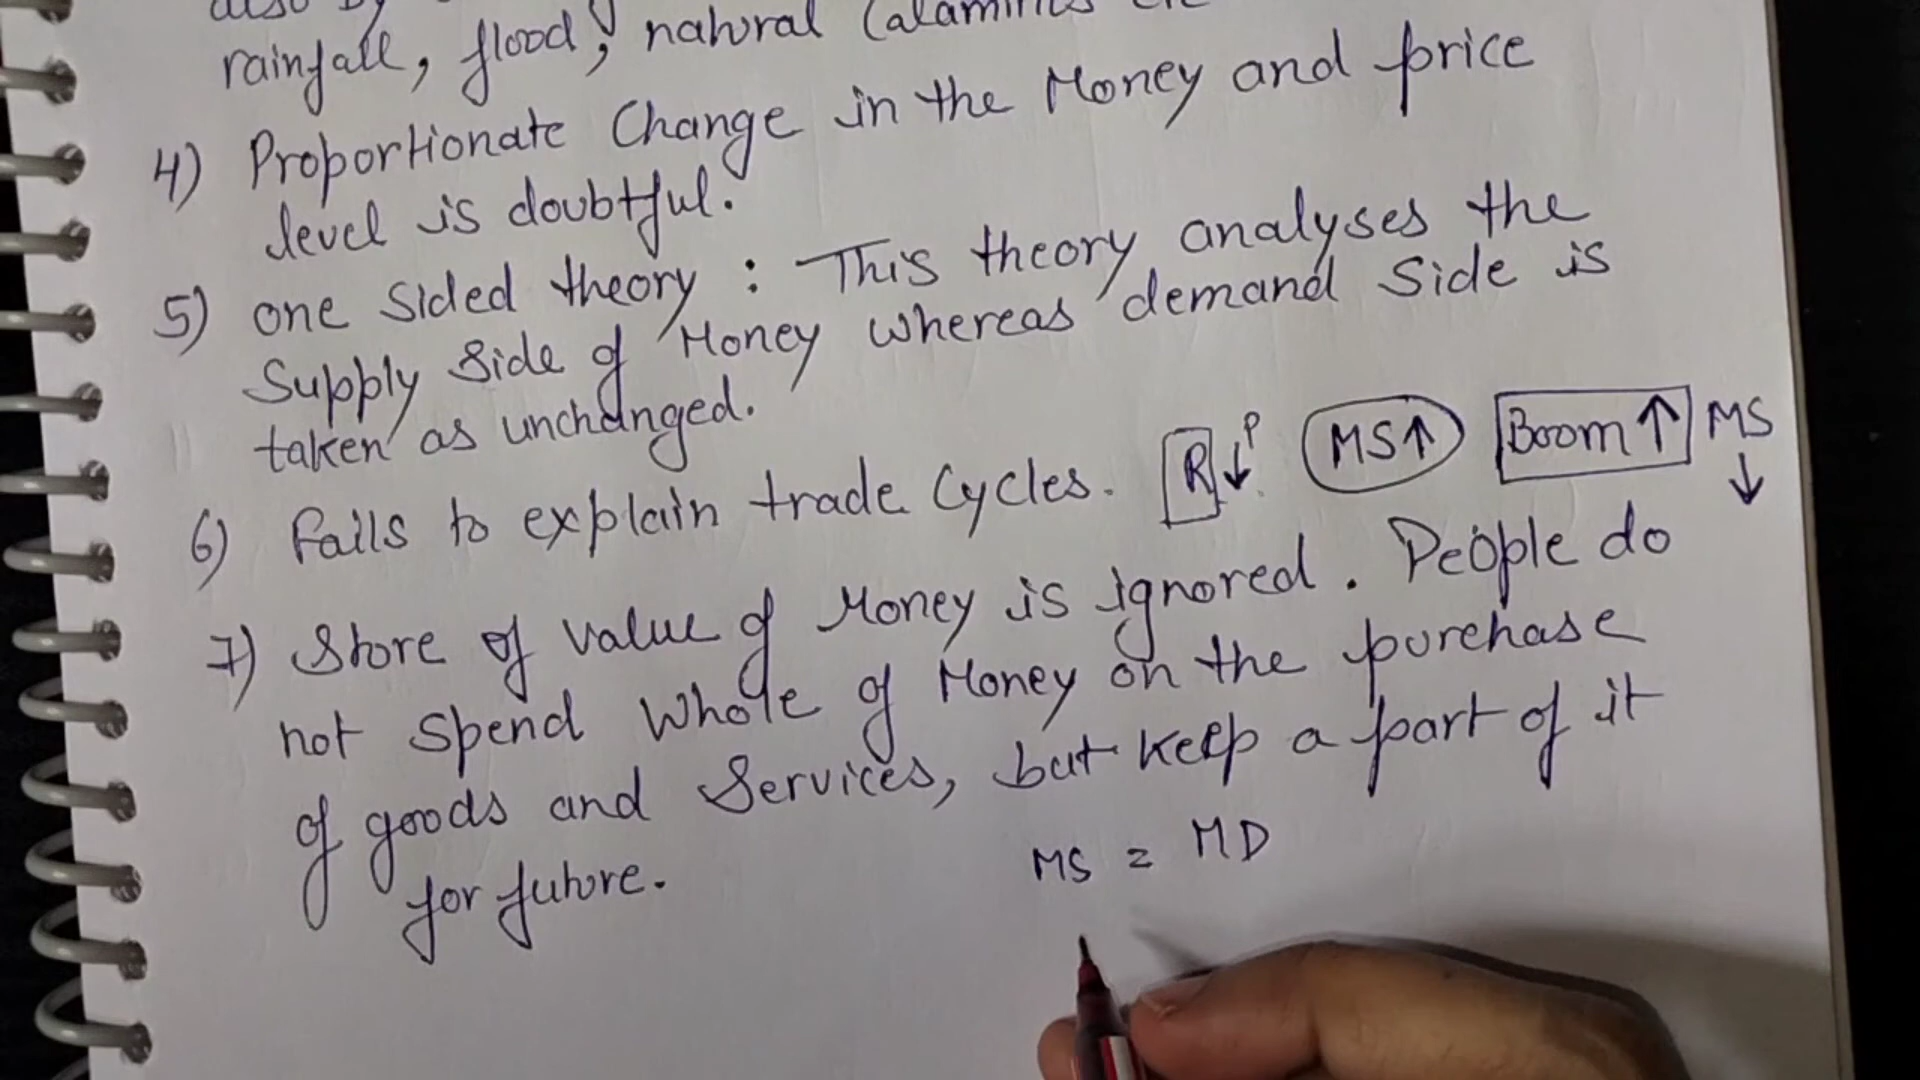 also by
rainfall, flood, natural Calamities etc
4) Proportionate Change in the Money and price
level is doubtful.
5) one Sided theory : This theory analyses the
Supply Side of Money whereas demand Side is
taken as unchanged.
6) Fails to explain trade Cycles. R↓ P MS↑ Boom↑ MS ↓
7) Store of value of Money is ignored. People do
not Spend Whole of Money on the purchase
of goods and Services, but keep a part of it
for future.
MS = MD